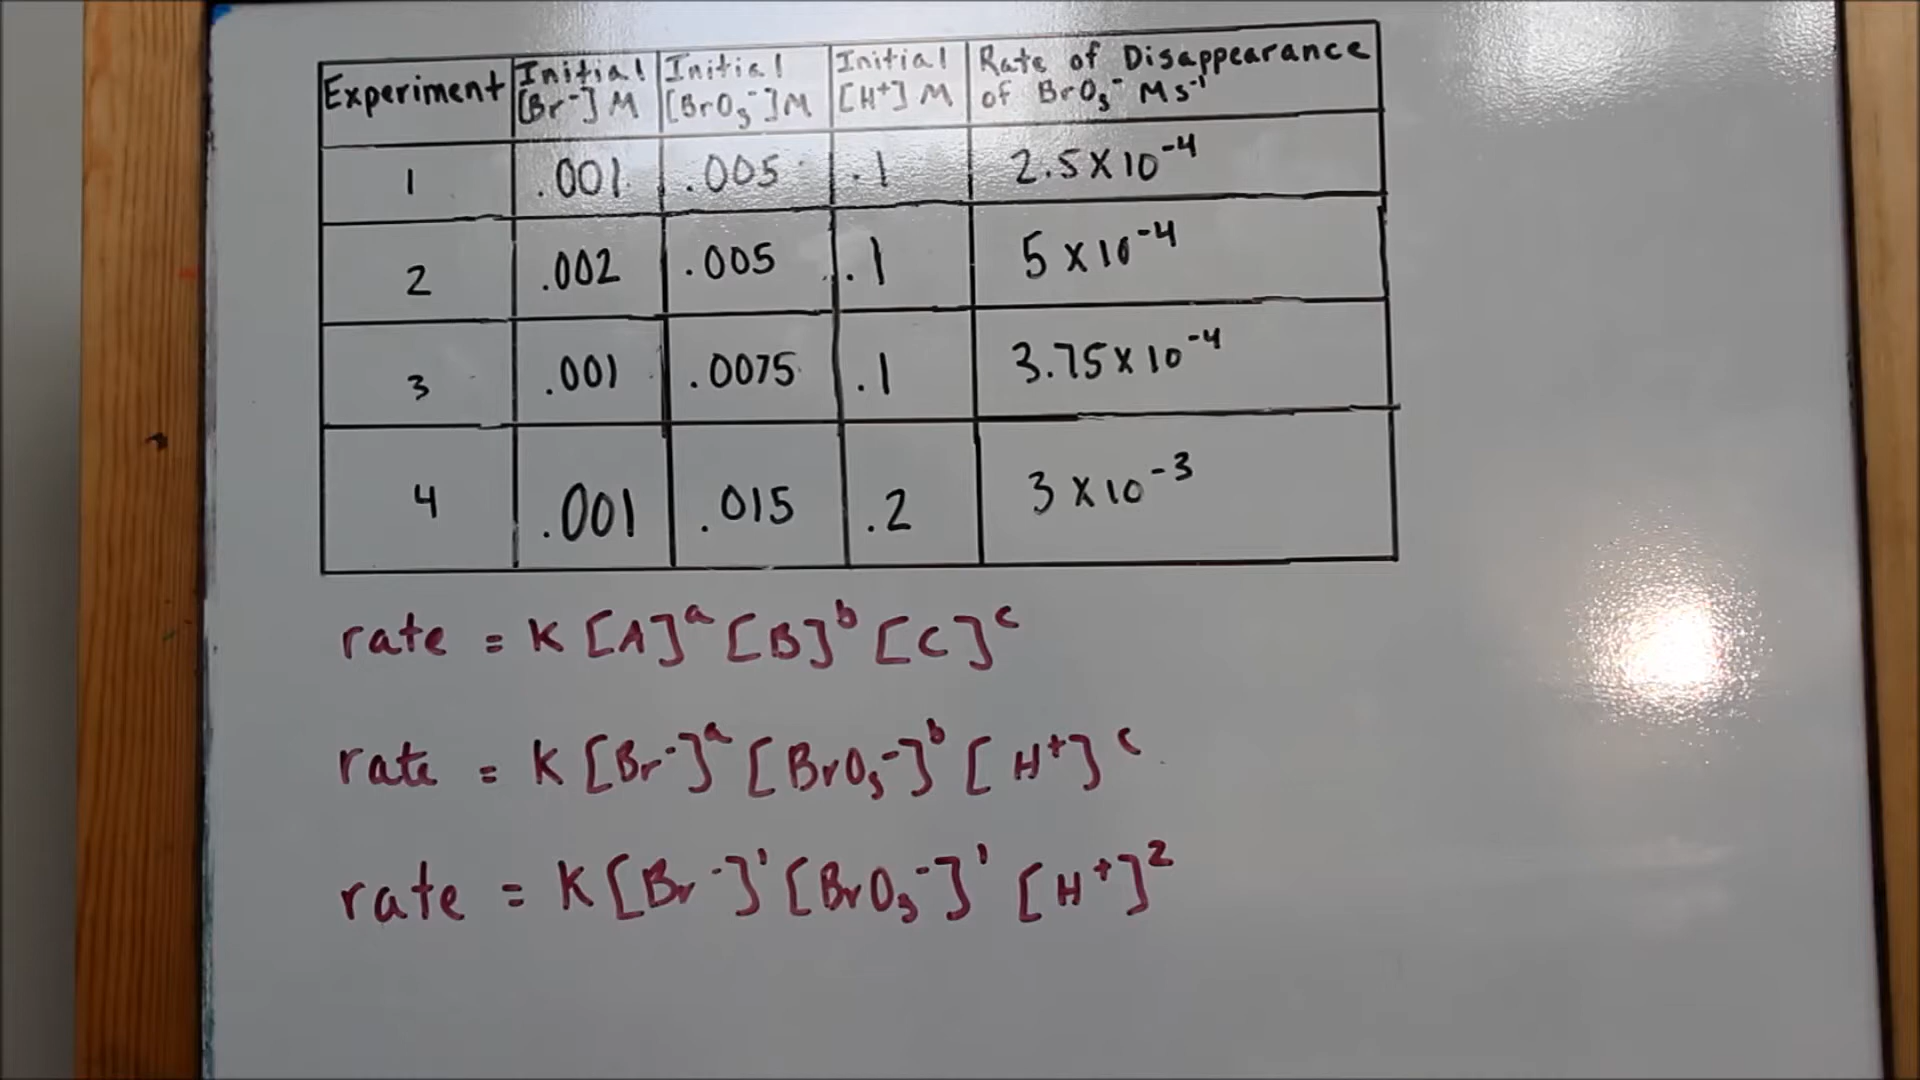 Experiment Initial [Br⁻] M Initial [BrO₃⁻] M Initial [H⁺] M Rate of Disappearance of BrO₃⁻ Ms⁻¹
1 .001 .005 .1 2.5 x 10⁻⁴
2 .002 .005 .1 5 x 10⁻⁴
3 .001 .0075 .1 3.75 x 10⁻⁴
4 .001 .015 .2 3 x 10⁻³
rate = K [A]ᵃ [B]ᵇ [C]ᶜ
rate = K [Br⁻]ᵃ [BrO₃⁻]ᵇ [H⁺]ᶜ
rate = K [Br⁻]¹ [BrO₃⁻]¹ [H⁺]²